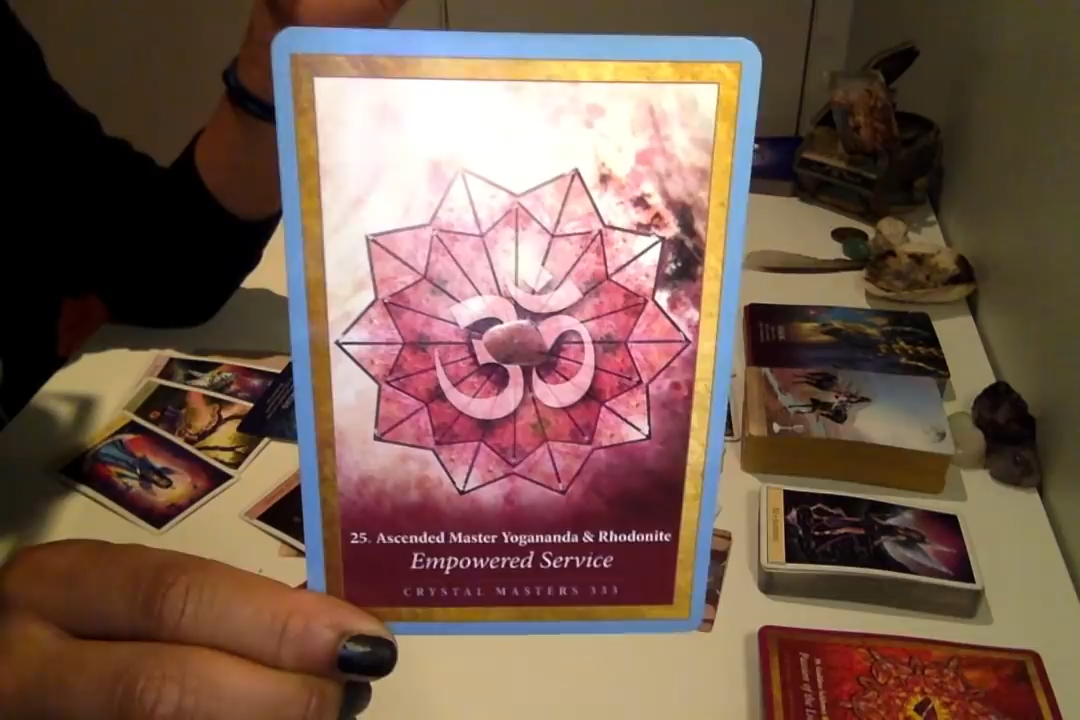 25. Ascended Master Yogananda & Rhodonite
Empowered Service
CRYSTAL MASTERS 333